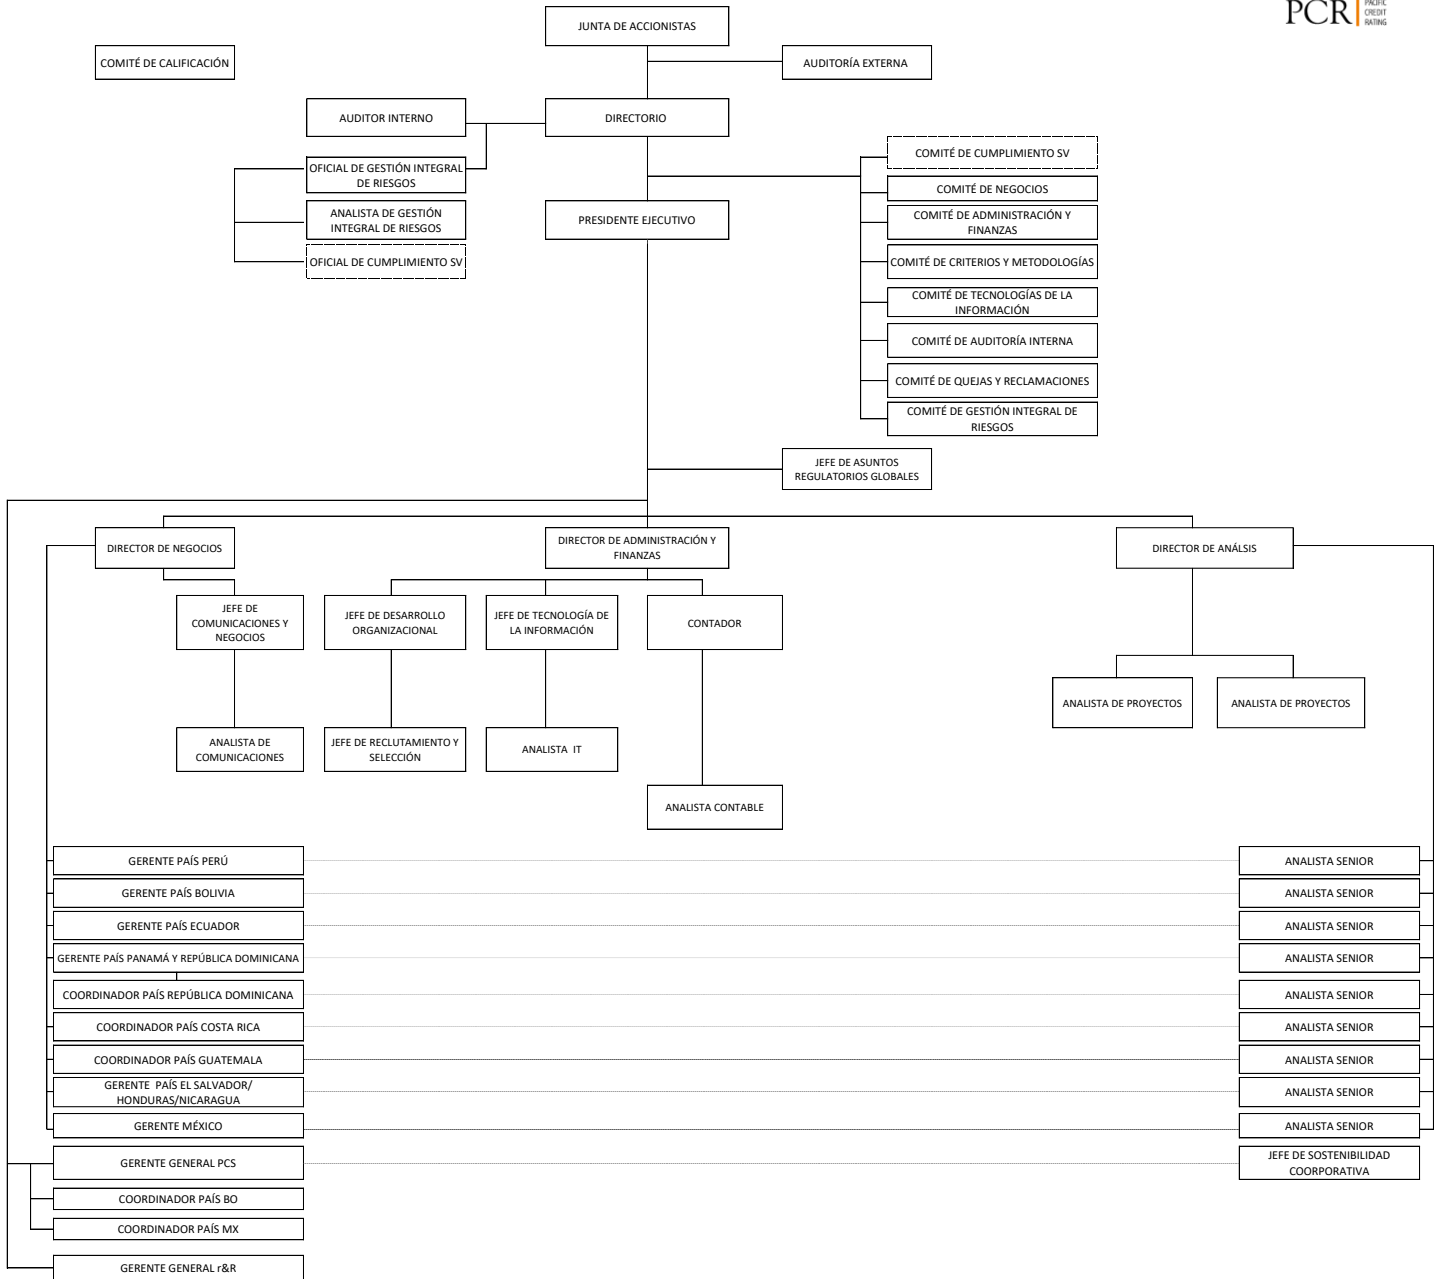 PCR
PACIFIC
CREDIT
RATING
JUNTA DE ACCIONISTAS
COMITÉ DE CALIFICACIÓN
AUDITORÍA EXTERNA
AUDITOR INTERNO
DIRECTORIO
COMITÉ DE CUMPLIMIENTO SV
OFICIAL DE GESTIÓN INTEGRAL
DE RIESGOS
COMITÉ DE NEGOCIOS
ANALISTA DE GESTIÓN
INTEGRAL DE RIESGOS
PRESIDENTE EJECUTIVO
COMITÉ DE ADMINISTRACIÓN Y
FINANZAS
OFICIAL DE CUMPLIMIENTO SV
COMITÉ DE CRITERIOS Y METODOLOGÍAS
COMITÉ DE TECNOLOGÍAS DE LA
INFORMACIÓN
COMITÉ DE AUDITORÍA INTERNA
COMITÉ DE QUEJAS Y RECLAMACIONES
COMITÉ DE GESTIÓN INTEGRAL DE
RIESGOS
JEFE DE ASUNTOS
REGULATORIOS GLOBALES
DIRECTOR DE NEGOCIOS
DIRECTOR DE ADMINISTRACIÓN Y
FINANZAS
DIRECTOR DE ANÁLSIS
JEFE DE
COMUNICACIONES Y
NEGOCIOS
JEFE DE DESARROLLO
ORGANIZACIONAL
JEFE DE TECNOLOGÍA DE
LA INFORMACIÓN
CONTADOR
ANALISTA DE PROYECTOS
ANALISTA DE PROYECTOS
ANALISTA DE
COMUNICACIONES
JEFE DE RECLUTAMIENTO Y
SELECCIÓN
ANALISTA IT
ANALISTA CONTABLE
GERENTE PAÍS PERÚ
ANALISTA SENIOR
GERENTE PAÍS BOLIVIA
ANALISTA SENIOR
GERENTE PAÍS ECUADOR
ANALISTA SENIOR
GERENTE PAÍS PANAMÁ Y REPÚBLICA DOMINICANA
ANALISTA SENIOR
COORDINADOR PAÍS REPÚBLICA DOMINICANA
ANALISTA SENIOR
COORDINADOR PAÍS COSTA RICA
ANALISTA SENIOR
COORDINADOR PAÍS GUATEMALA
ANALISTA SENIOR
GERENTE PAÍS EL SALVADOR/
HONDURAS/NICARAGUA
ANALISTA SENIOR
GERENTE MÉXICO
ANALISTA SENIOR
GERENTE GENERAL PCS
JEFE DE SOSTENIBILIDAD
COORPORATIVA
COORDINADOR PAÍS BO
COORDINADOR PAÍS MX
GERENTE GENERAL r&R